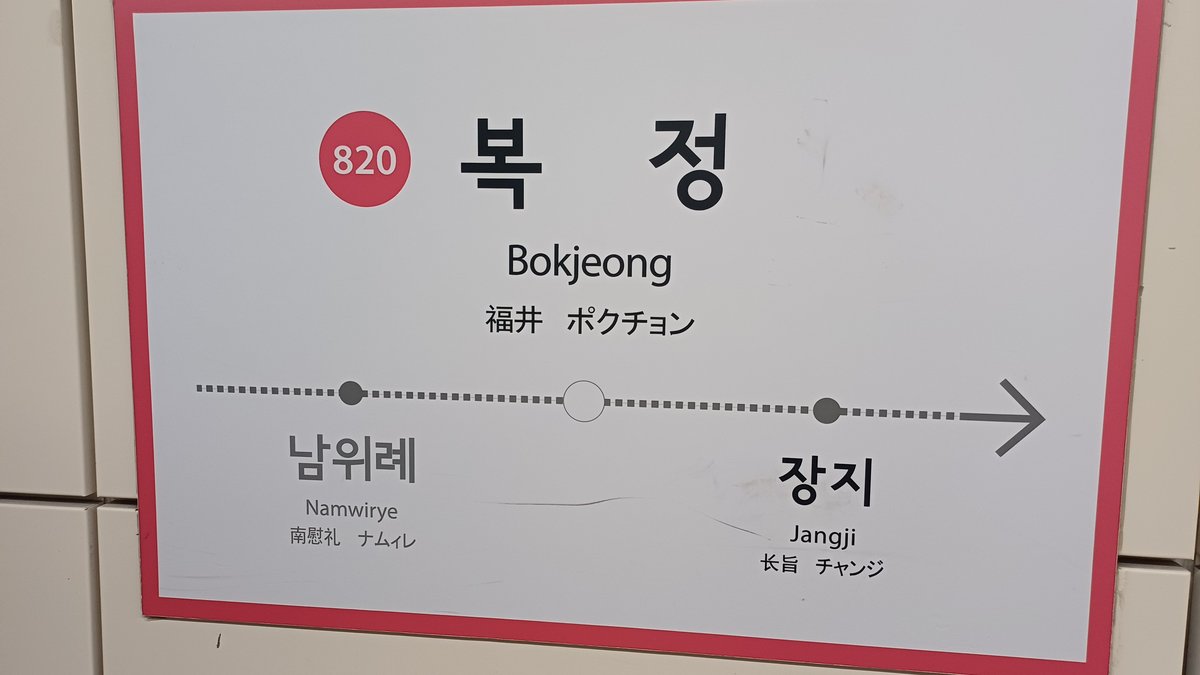 820 복정
Bokjeong
福井 ポクチョン
남위례
Namwirye
南慰礼 ナムィレ
장지
Jangji
长旨 チャンジ